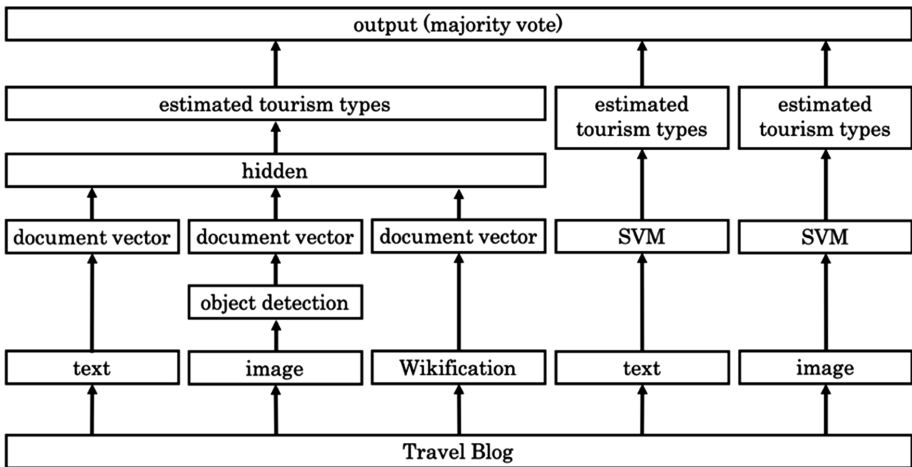 output (majority vote)
estimated tourism types
estimated
tourism types
estimated
tourism types
hidden
document vector
document vector
document vector
SVM
SVM
object detection
text
image
Wikification
text
image
Travel Blog